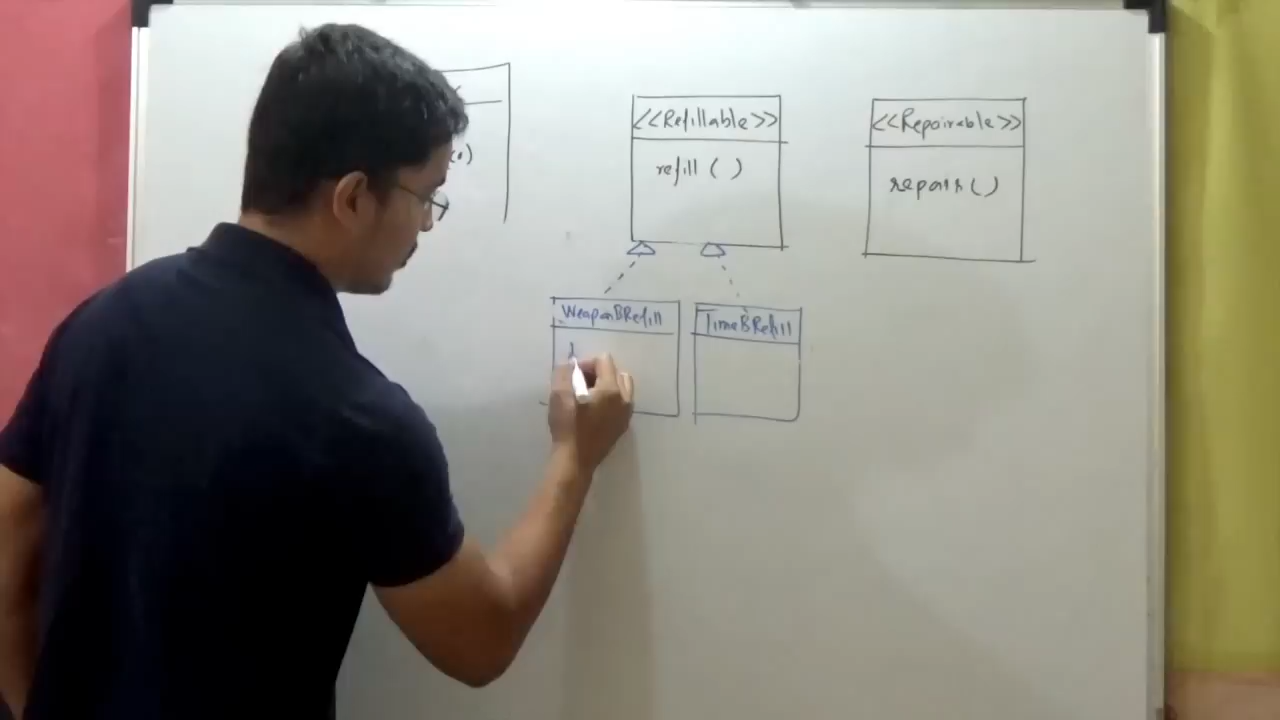 <<Refillable>>
refill ( )
<<Repairable>>
repair ( )
WeaponBRefill
TimeBRefill